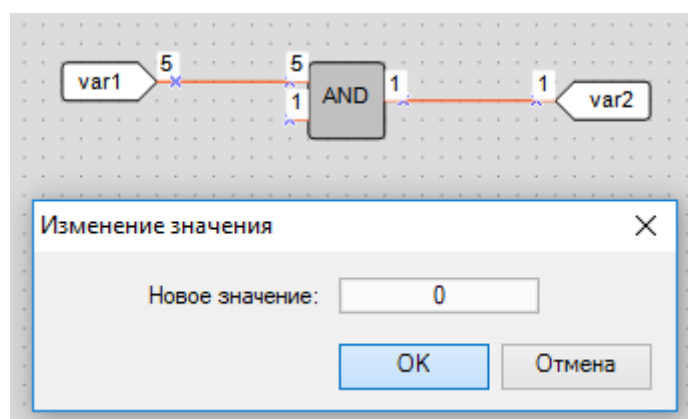 var1 5 5 1 AND 1 1 var2
Изменение значения
Новое значение: 0
OK Отмена